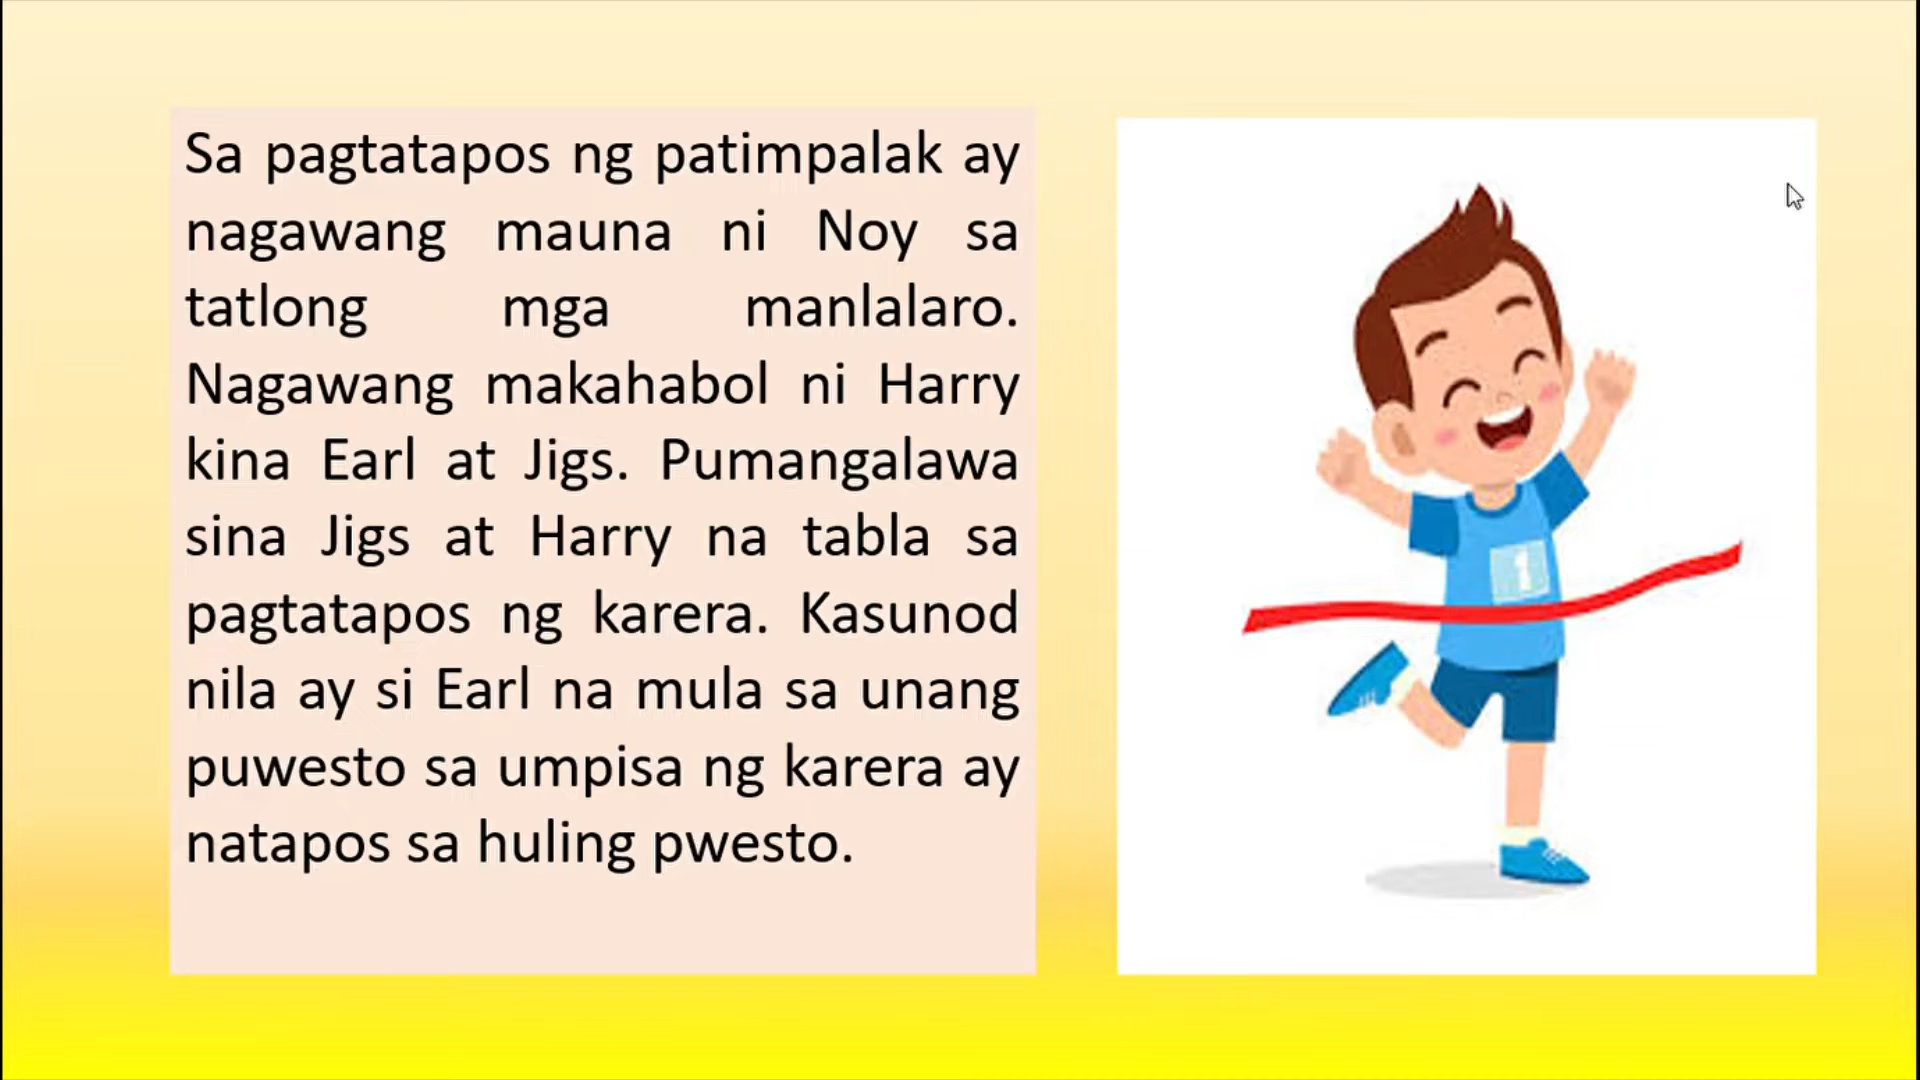 Sa pagtatapos ng patimpalak ay
nagawang mauna ni Noy sa
tatlong mga manlalaro.
Nagawang makahabol ni Harry
kina Earl at Jigs. Pumangalawa
sina Jigs at Harry na tabla sa
pagtatapos ng karera. Kasunod
nila ay si Earl na mula sa unang
puwesto sa umpisa ng karera ay
natapos sa huling pwesto.
1